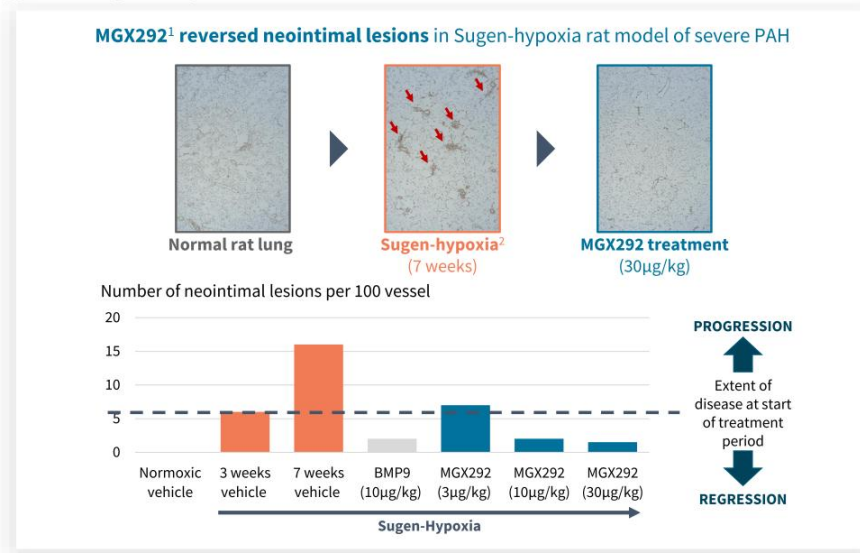 MGX292¹ reversed neointimal lesions in Sugen-hypoxia rat model of severe PAH
Normal rat lung
Sugen-hypoxia²
(7 weeks)
MGX292 treatment
(30µg/kg)
Number of neointimal lesions per 100 vessel
20
15
10
5
0
Normoxic
vehicle
3 weeks
vehicle
7 weeks
vehicle
BMP9
(10µg/kg)
MGX292
(3µg/kg)
MGX292
(10µg/kg)
MGX292
(30µg/kg)
Sugen-Hypoxia
PROGRESSION
Extent of
disease at start
of treatment
period
REGRESSION